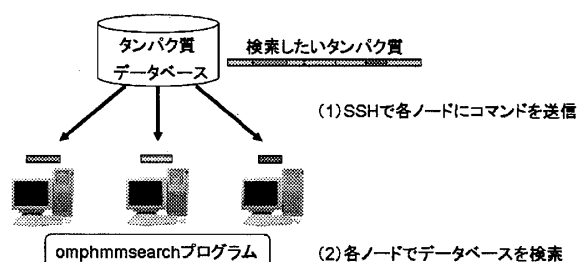 タンパク質
データベース
検索したいタンパク質
(1)SSHで各ノードにコマンドを送信
omphmmsearchプログラム
(2)各ノードでデータベースを検索